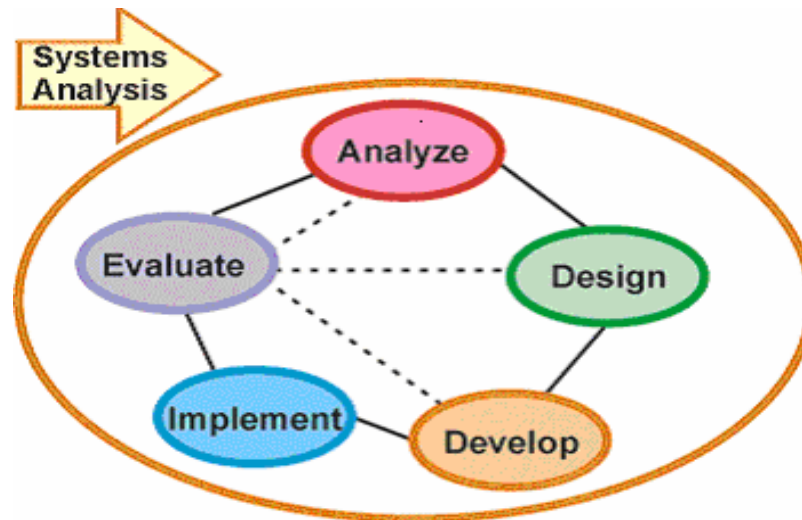 Systems
Analysis
Analyze
Evaluate
Design
Implement
Develop